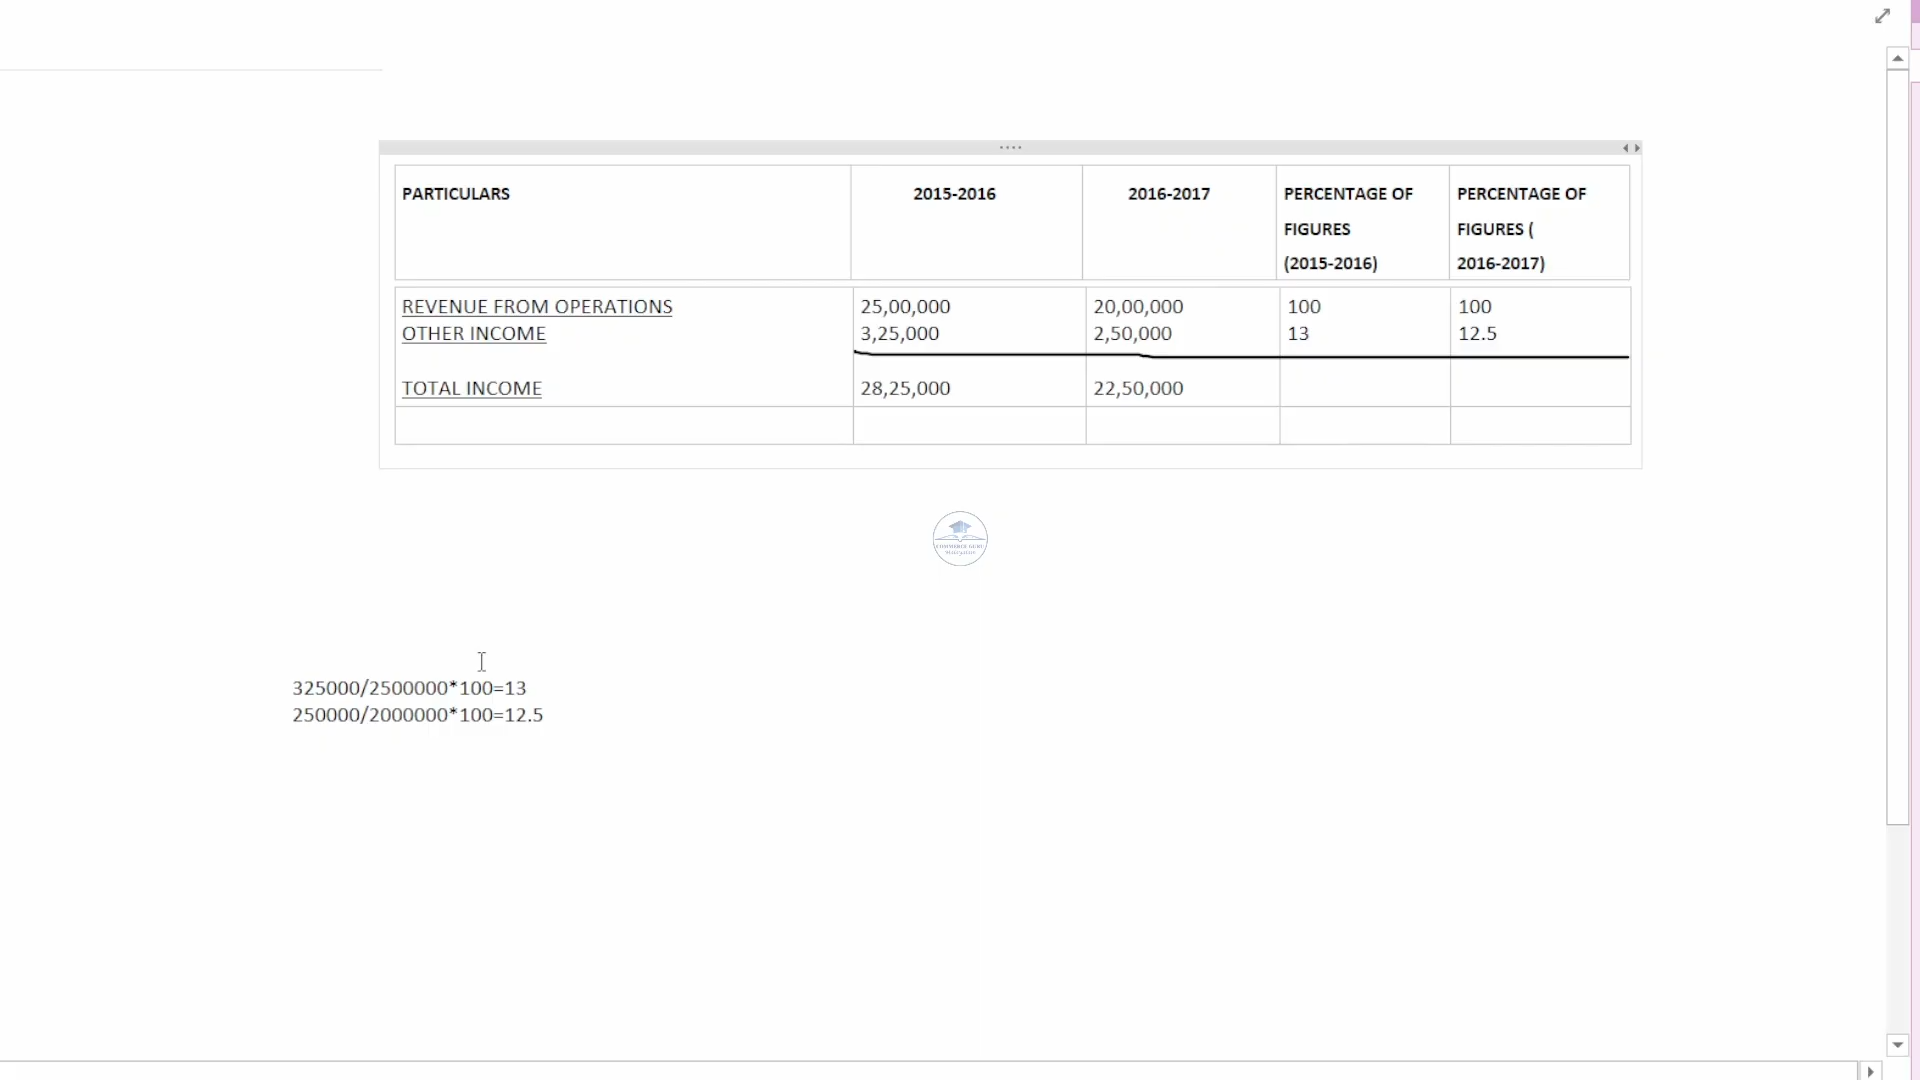 PARTICULARS 2015-2016 2016-2017 PERCENTAGE OF FIGURES (2015-2016) PERCENTAGE OF FIGURES ( 2016-2017)
REVENUE FROM OPERATIONS 25,00,000 20,00,000 100 100
OTHER INCOME 3,25,000 2,50,000 13 12.5
TOTAL INCOME 28,25,000 22,50,000
COMMERCE GURU
325000/2500000*100=13
250000/2000000*100=12.5